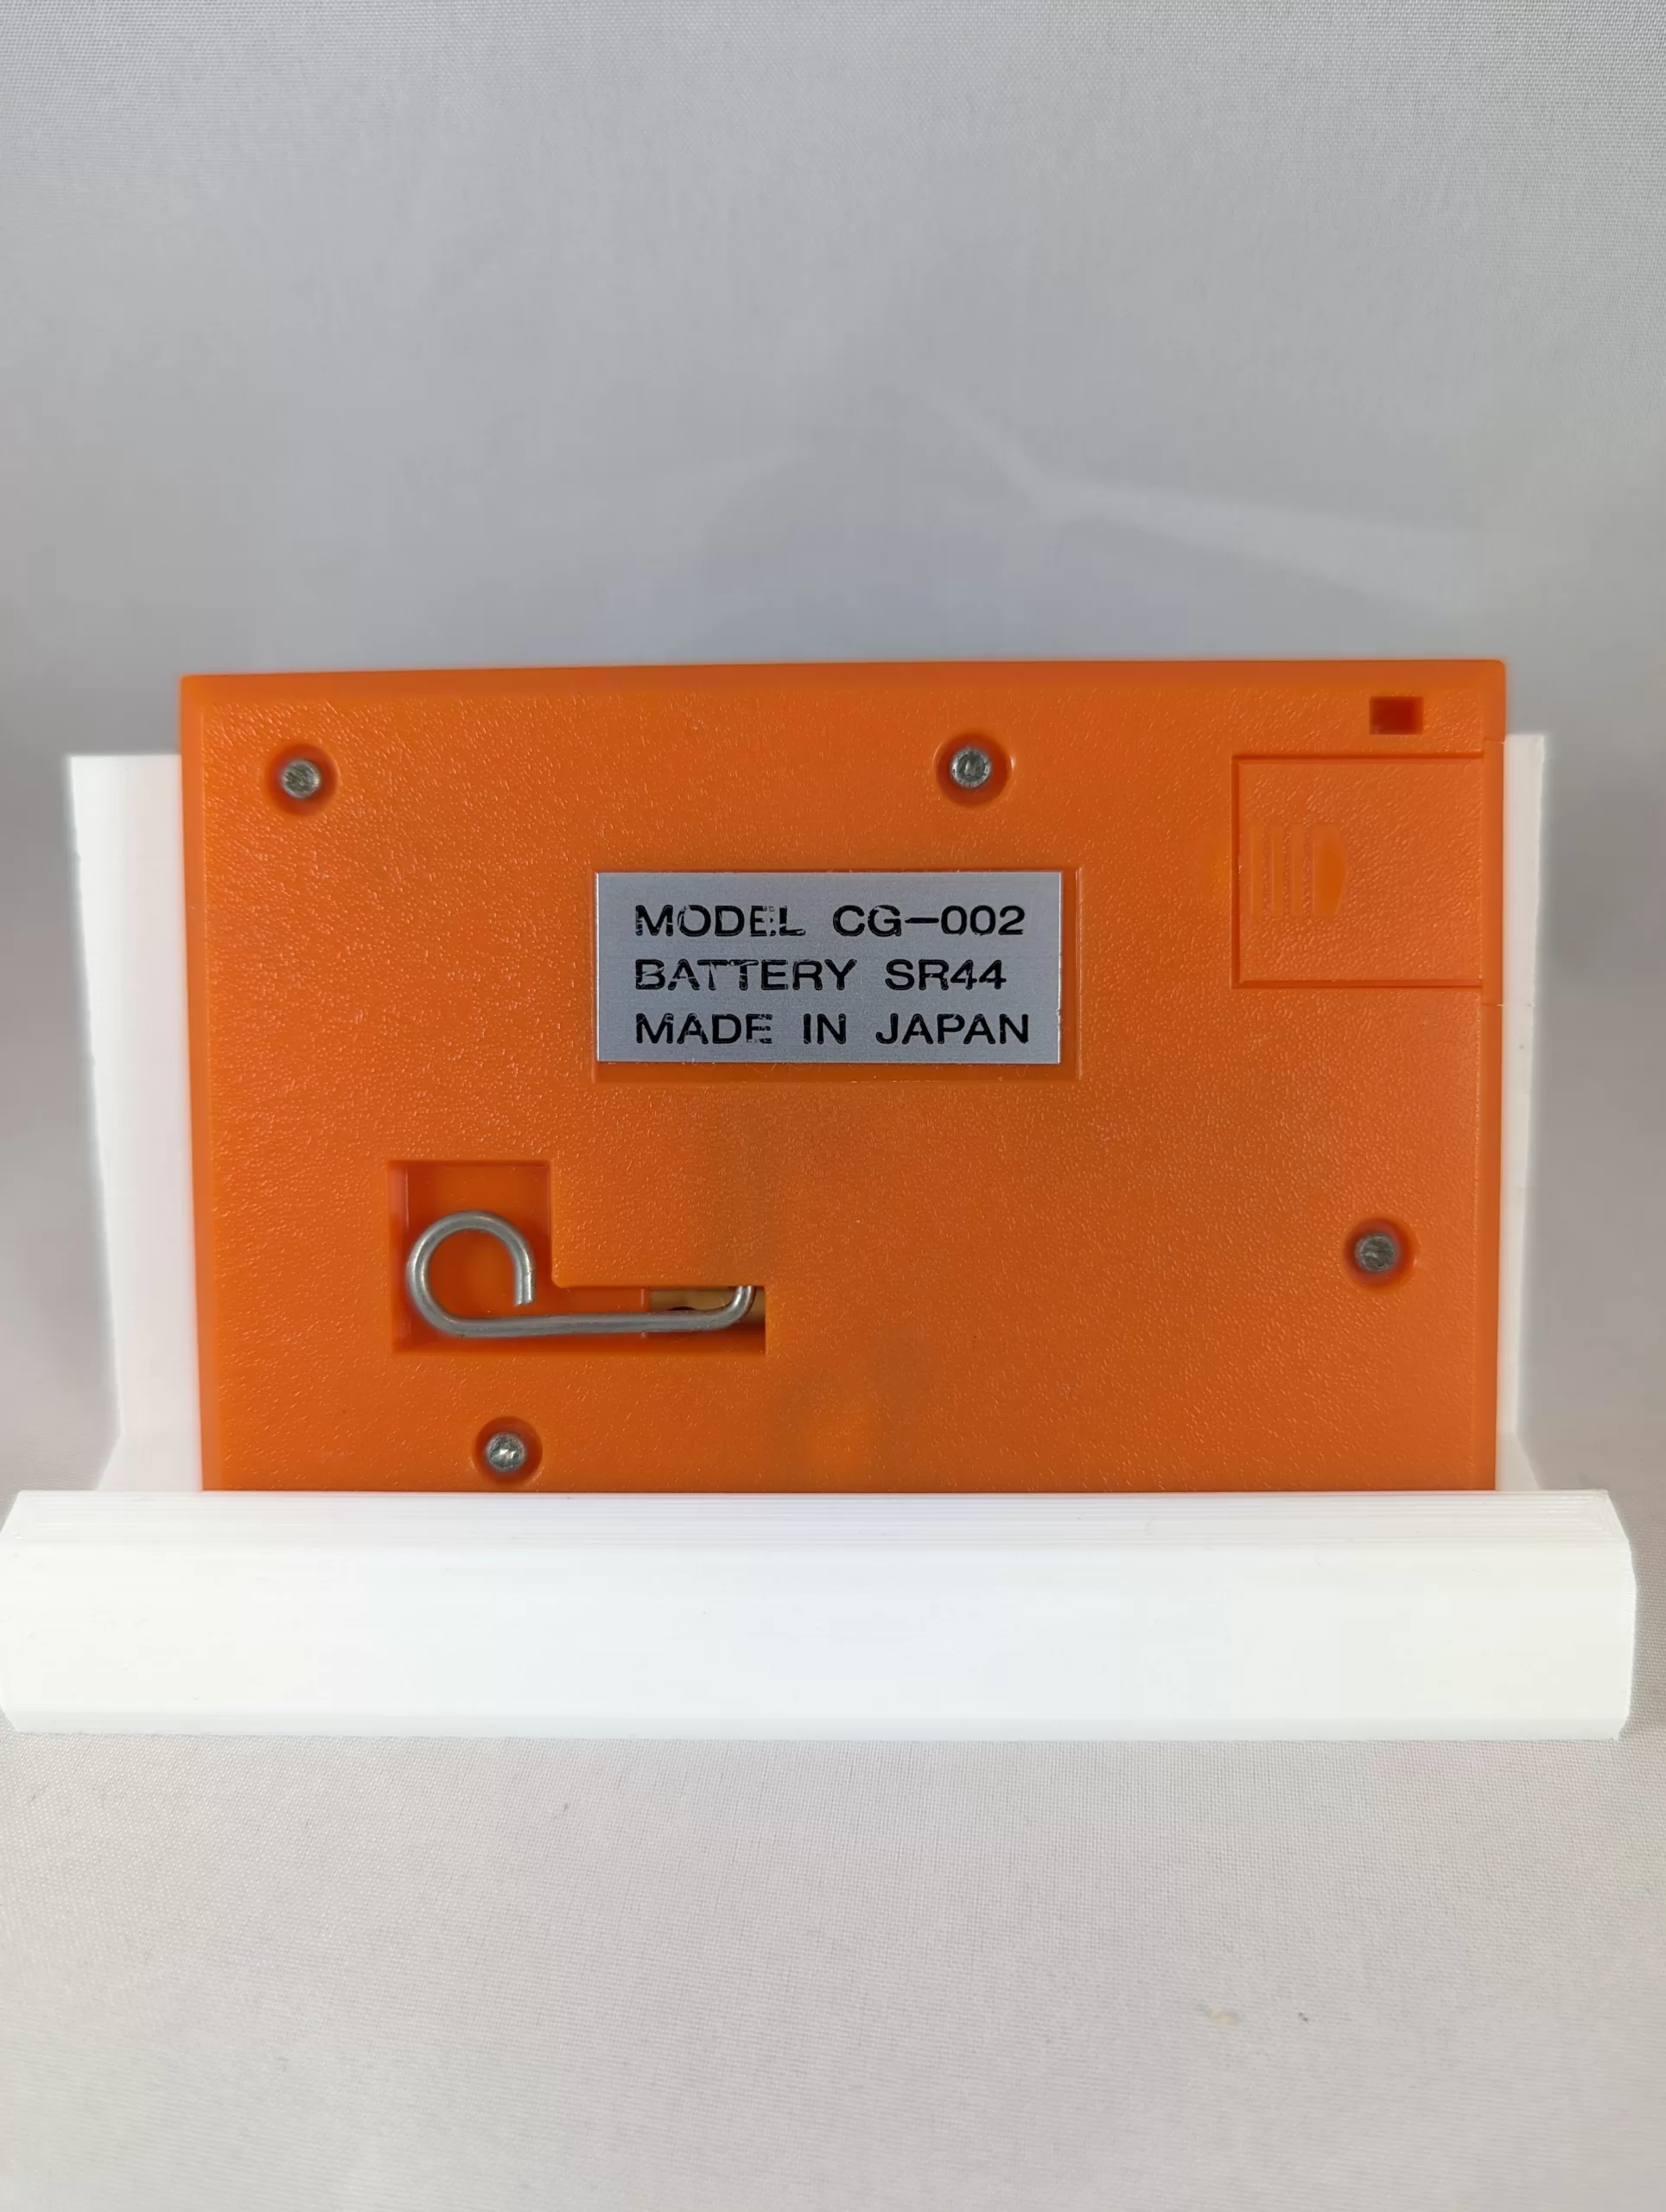 MODEL CG-002
BATTERY SR44
MADE IN JAPAN